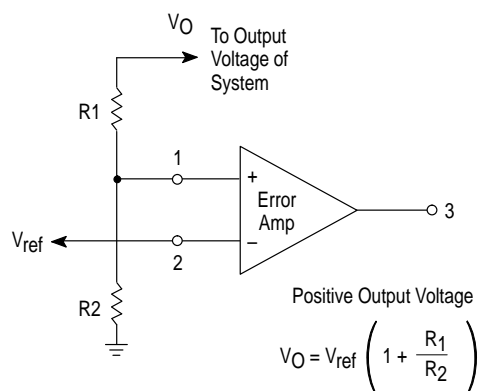 VO
To Output
Voltage of
System
R1
1
+
Error
Amp
3
Vref
2
–
R2
Positive Output Voltage
VO = Vref ( 1 + R1 / R2 )